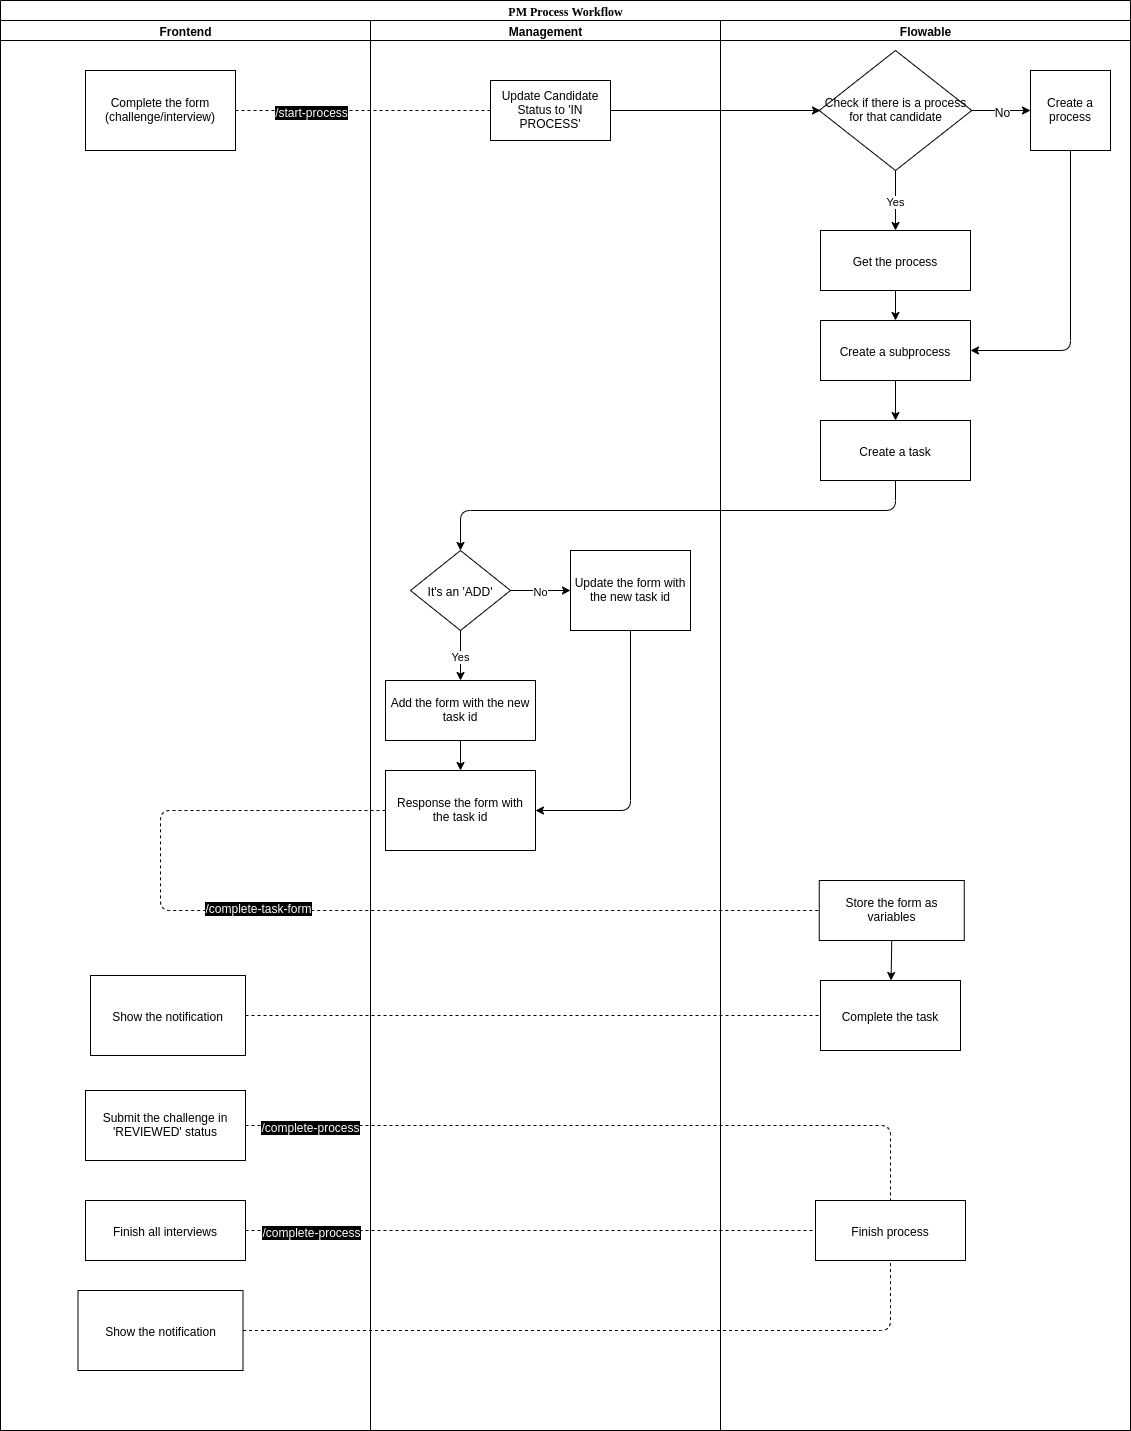 PM Process Workflow
Frontend
Management
Flowable
Complete the form
(challenge/interview)
/start-process
Update Candidate
Status to 'IN
PROCESS'
Check if there is a process
for that candidate
No
Create a
process
Yes
Get the process
Create a subprocess
Create a task
It's an 'ADD'
No
Update the form with
the new task id
Yes
Add the form with the new
task id
Response the form with
the task id
/complete-task-form
Store the form as
variables
Show the notification
Complete the task
Submit the challenge in
'REVIEWED' status
/complete-process
Finish all interviews
/complete-process
Finish process
Show the notification